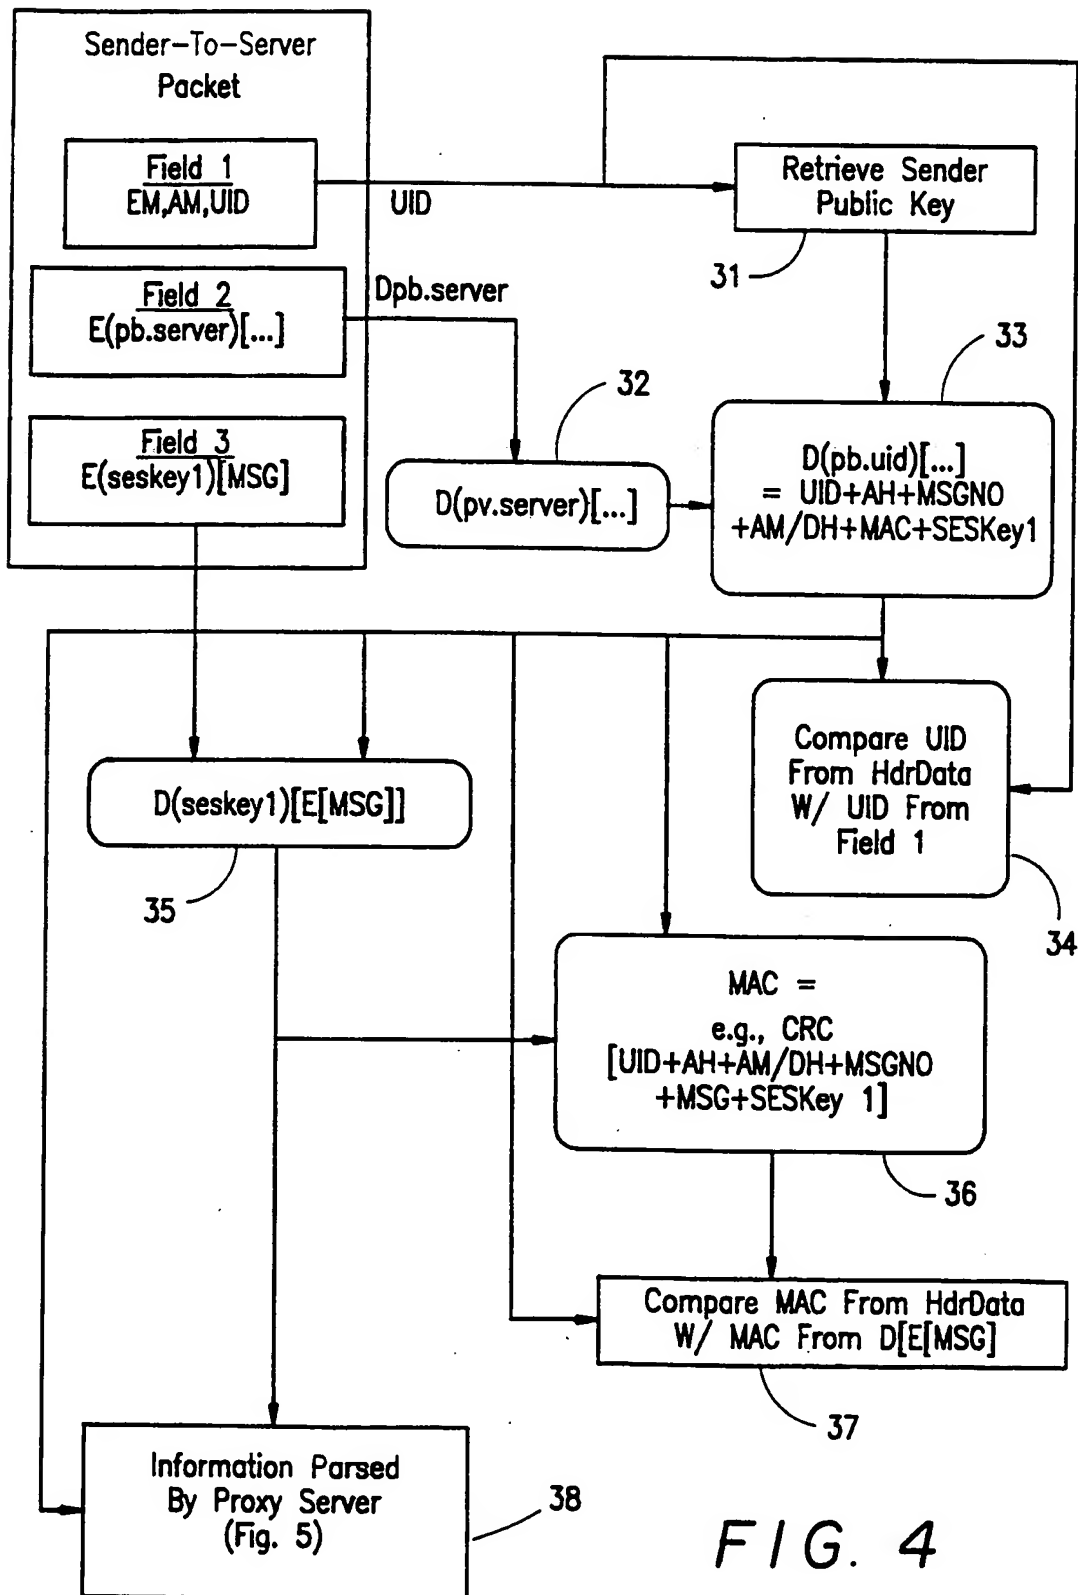 Sender-To-Server
Packet
Field 1
EM,AM,UID
UID
Retrieve Sender
Public Key
31
Field 2
E(pb.server)[...]
Dpb.server
33
32
Field 3
E(seskey1)[MSG]
D(pv.server)[...]
D(pb.uid)[...]
= UID+AH+MSGNO
+AM/DH+MAC+SESKey1
Compare UID
From HdrData
W/ UID From
Field 1
34
D(seskey1)[E[MSG]]
35
MAC =
e.g., CRC
[UID+AH+AM/DH+MSGNO
+MSG+SESKey 1]
36
Compare MAC From HdrData
W/ MAC From D[E[MSG]
37
Information Parsed
By Proxy Server
(Fig. 5)
38
FIG. 4